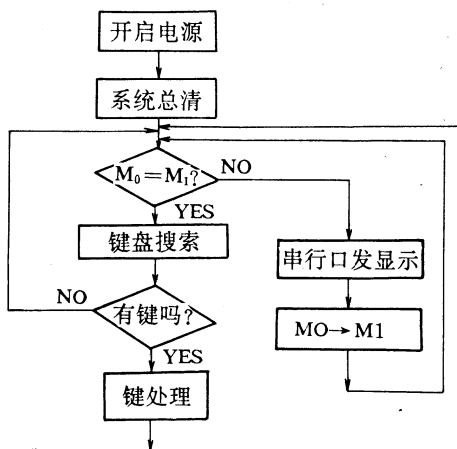 开启电源
系统总清
M₀=M₁?
NO
YES
键盘搜索
串行口发显示
NO
有键吗?
MO→M1
YES
键处理